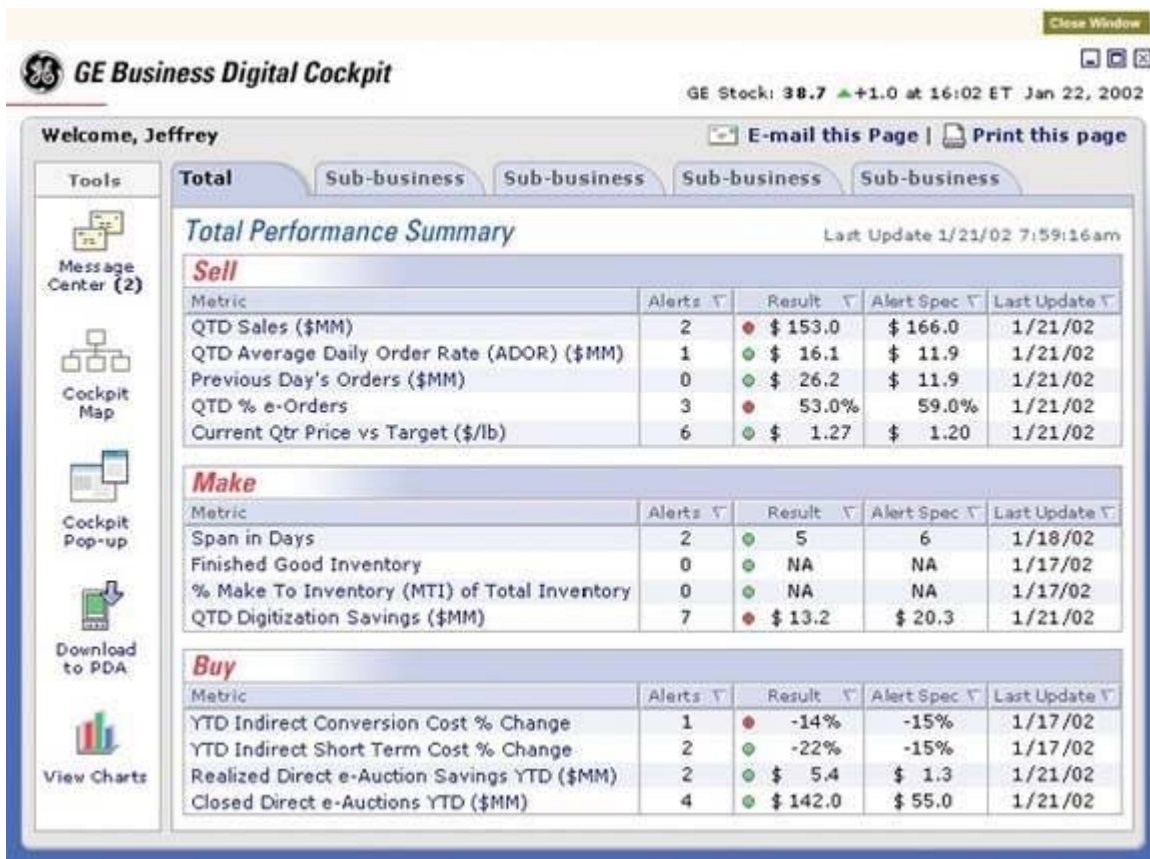 Close Window
GE Business Digital Cockpit
GE Stock: 38.7 +1.0 at 16:02 ET Jan 22, 2002
Welcome, Jeffrey
E-mail this Page | Print this page
Tools
Total Sub-business Sub-business Sub-business Sub-business
Total Performance Summary Last Update 1/21/02 7:59:16am
Message
Center (2)
Cockpit
Map
Cockpit
Pop-up
Download
to PDA
View Charts
Sell
Metric Alerts Result Alert Spec Last Update
QTD Sales ($MM) 2 $ 153.0 $ 166.0 1/21/02
QTD Average Daily Order Rate (ADOR) ($MM) 1 $ 16.1 $ 11.9 1/21/02
Previous Day's Orders ($MM) 0 $ 26.2 $ 11.9 1/21/02
QTD % e-Orders 3 53.0% 59.0% 1/21/02
Current Qtr Price vs Target ($/lb) 6 $ 1.27 $ 1.20 1/21/02
Make
Metric Alerts Result Alert Spec Last Update
Span in Days 2 5 6 1/18/02
Finished Good Inventory 0 NA NA 1/17/02
% Make To Inventory (MTI) of Total Inventory 0 NA NA 1/17/02
QTD Digitization Savings ($MM) 7 $ 13.2 $ 20.3 1/21/02
Buy
Metric Alerts Result Alert Spec Last Update
YTD Indirect Conversion Cost % Change 1 -14% -15% 1/17/02
YTD Indirect Short Term Cost % Change 2 -22% -15% 1/17/02
Realized Direct e-Auction Savings YTD ($MM) 2 $ 5.4 $ 1.3 1/21/02
Closed Direct e-Auctions YTD ($MM) 4 $ 142.0 $ 55.0 1/21/02